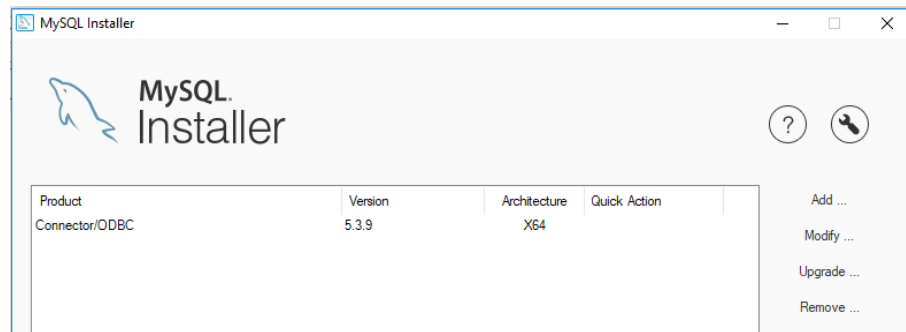 MySQL Installer
MySQL.
Installer
?
Product Version Architecture Quick Action
Connector/ODBC 5.3.9 X64
Add ...
Modify ...
Upgrade ...
Remove ...